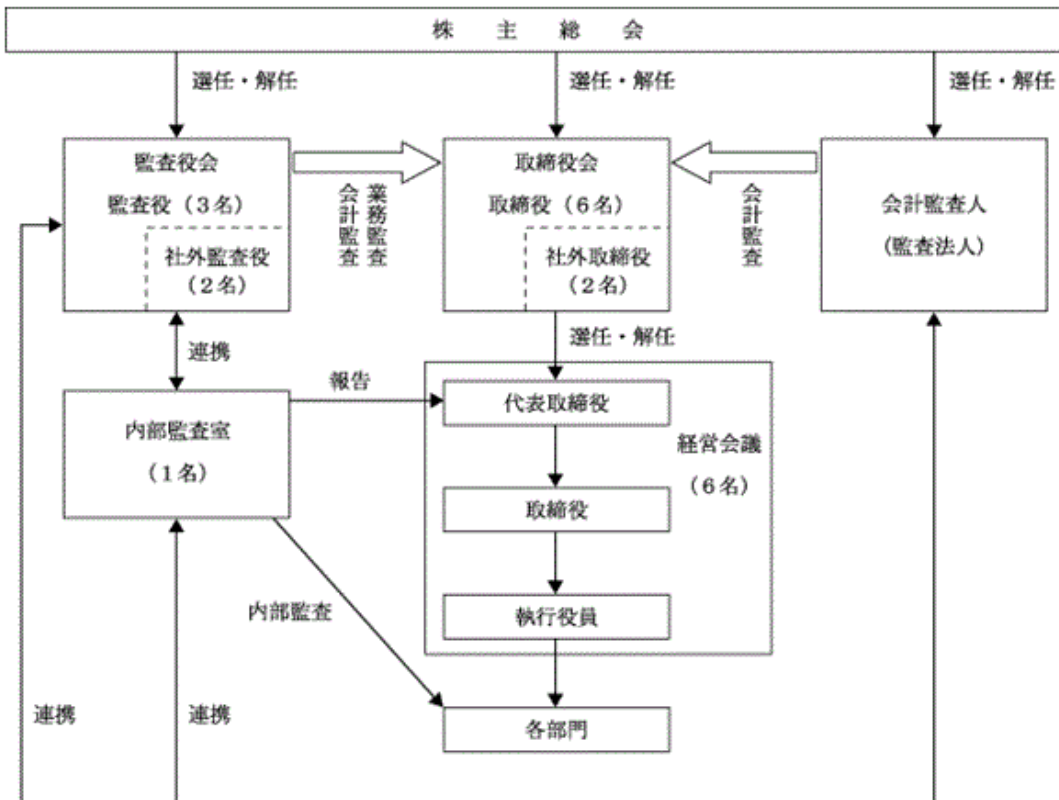 株主総会
選任・解任
選任・解任
選任・解任
監査役会
監査役（3名）
社外監査役
（2名）
業務監査
会計監査
取締役会
取締役（6名）
社外取締役
（2名）
会計監査
会計監査人
（監査法人）
連携
選任・解任
報告
内部監査室
（1名）
代表取締役
経営会議
（6名）
取締役
執行役員
内部監査
各部門
連携
連携